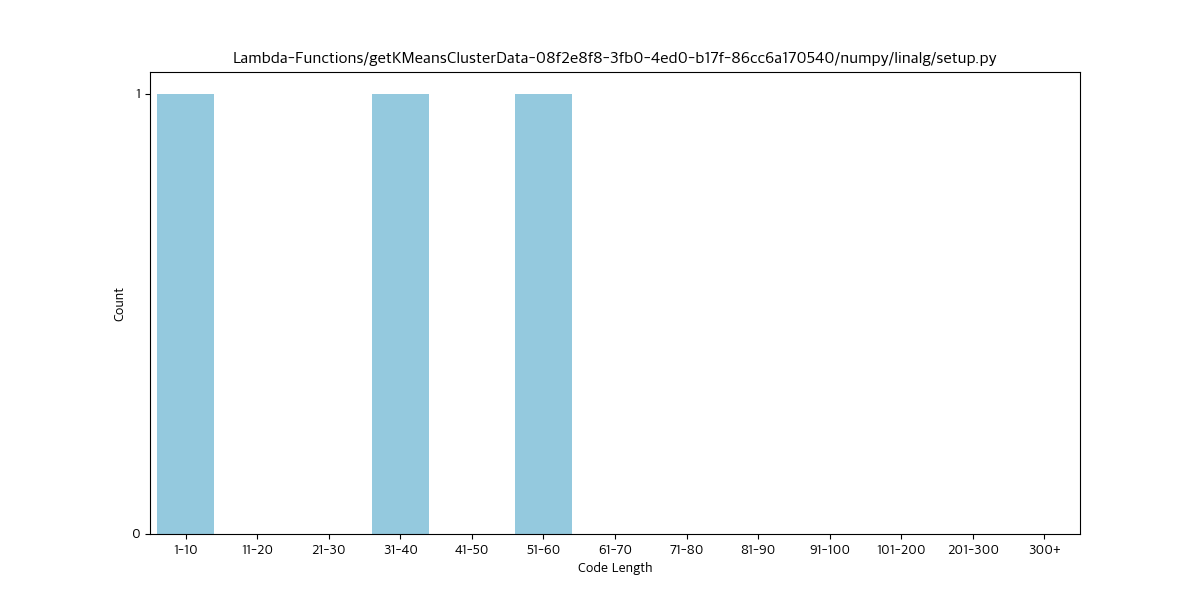 Lambda-Functions/getKMeansClusterData-08f2e8f8-3fb0-4ed0-b17f-86cc6a170540/numpy/linalg/setup.py
1
Count
0
1-10 11-20 21-30 31-40 41-50 51-60 61-70 71-80 81-90 91-100 101-200 201-300 300+
Code Length